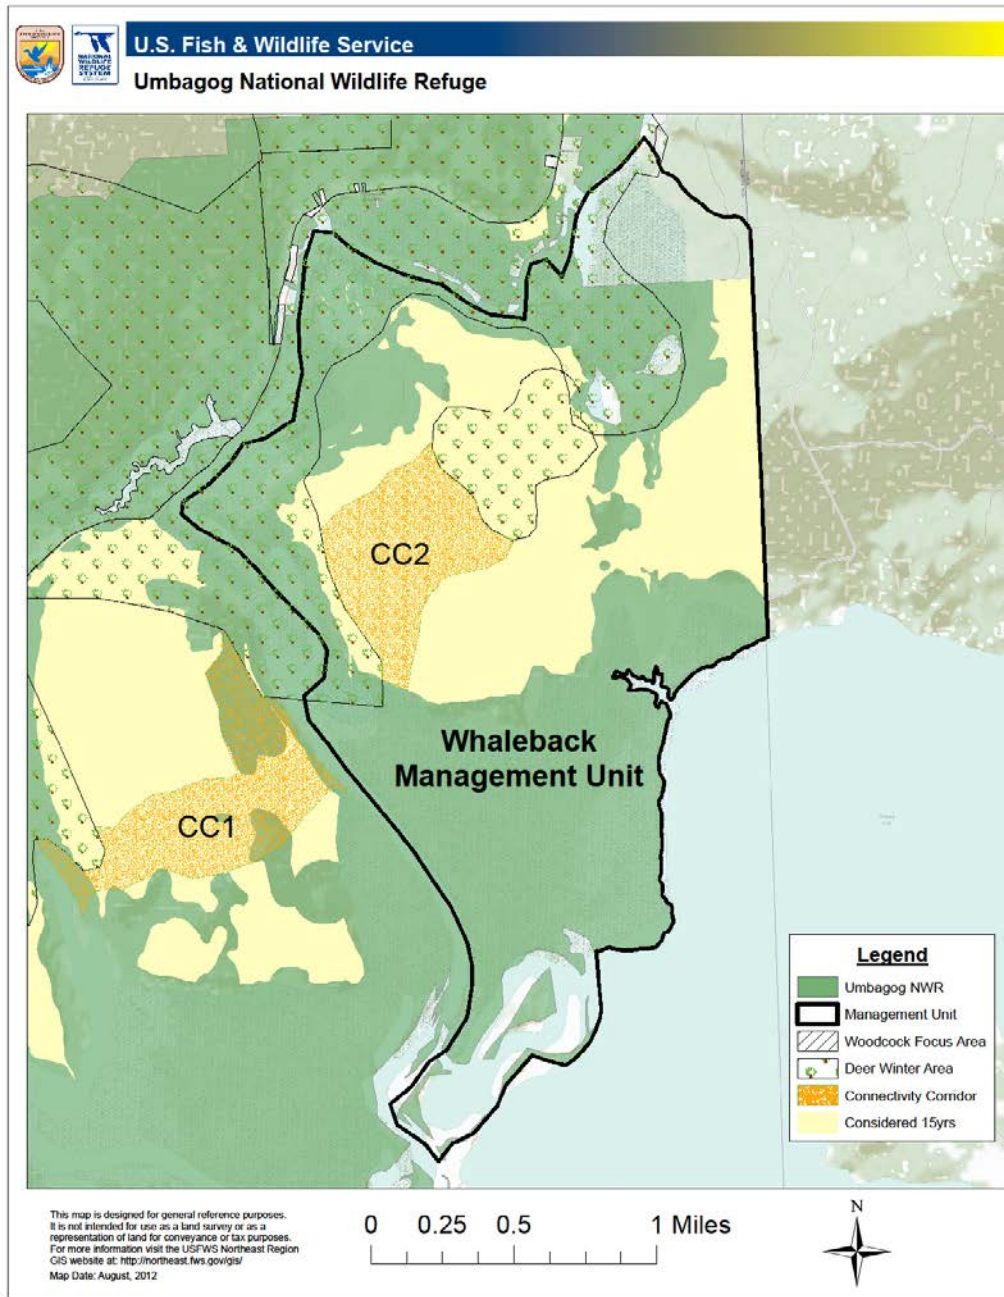 U.S. Fish & Wildlife Service
NATIONAL
WILDLIFE
REFUGE
SYSTEM
Umbagog National Wildlife Refuge
CC2
Whaleback
Management Unit
CC1
Legend
Umbagog NWR
Management Unit
Woodcock Focus Area
Deer Winter Area
Connectivity Corridor
Considered 15yrs
This map is designed for general reference purposes.
It is not intended for use as a land survey or as a
representation of land for conveyance or tax purposes.
For more information visit the USFWS Northeast Region
GIS website at: http://northeast.fws.gov/gis/
Map Date: August, 2012
0 0.25 0.5 1 Miles
N